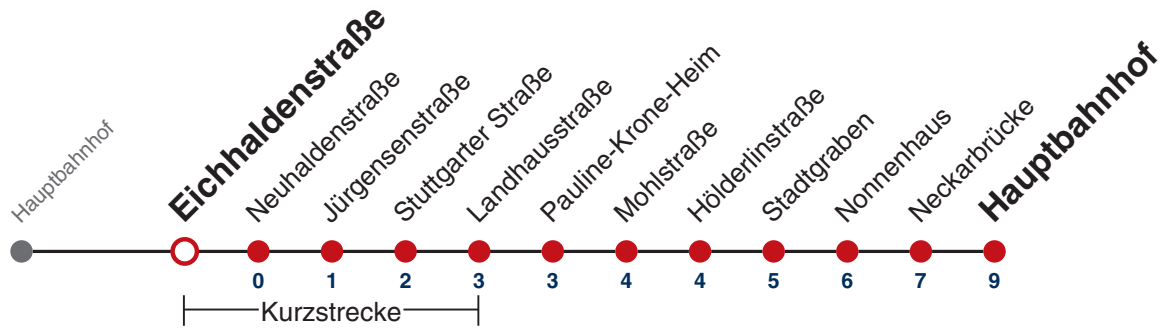 Hauptbahnhof
Eichhaldenstraße
Neuhaldenstraße
Jürgensenstraße
Stuttgarter Straße
Landhausstraße
Pauline-Krone-Heim
Mohlstraße
Hölderlinstraße
Stadtgraben
Nonnenhaus
Neckarbrücke
Hauptbahnhof
0 1 2 3 3 4 4 5 6 7 9
Kurzstrecke